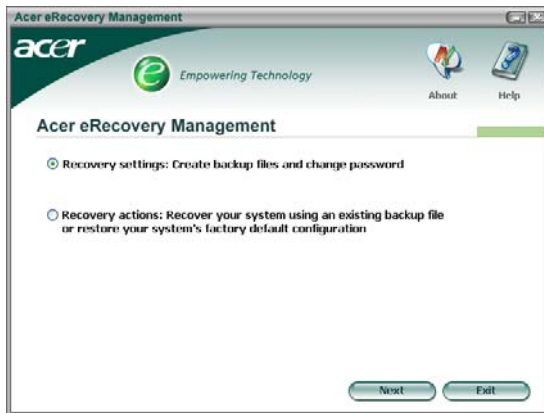 Acer eRecovery Management
acer
e Empowering Technology
About
Help
Acer eRecovery Management
Recovery settings: Create backup files and change password
Recovery actions: Recover your system using an existing backup file
or restore your system's factory default configuration
Next
Exit